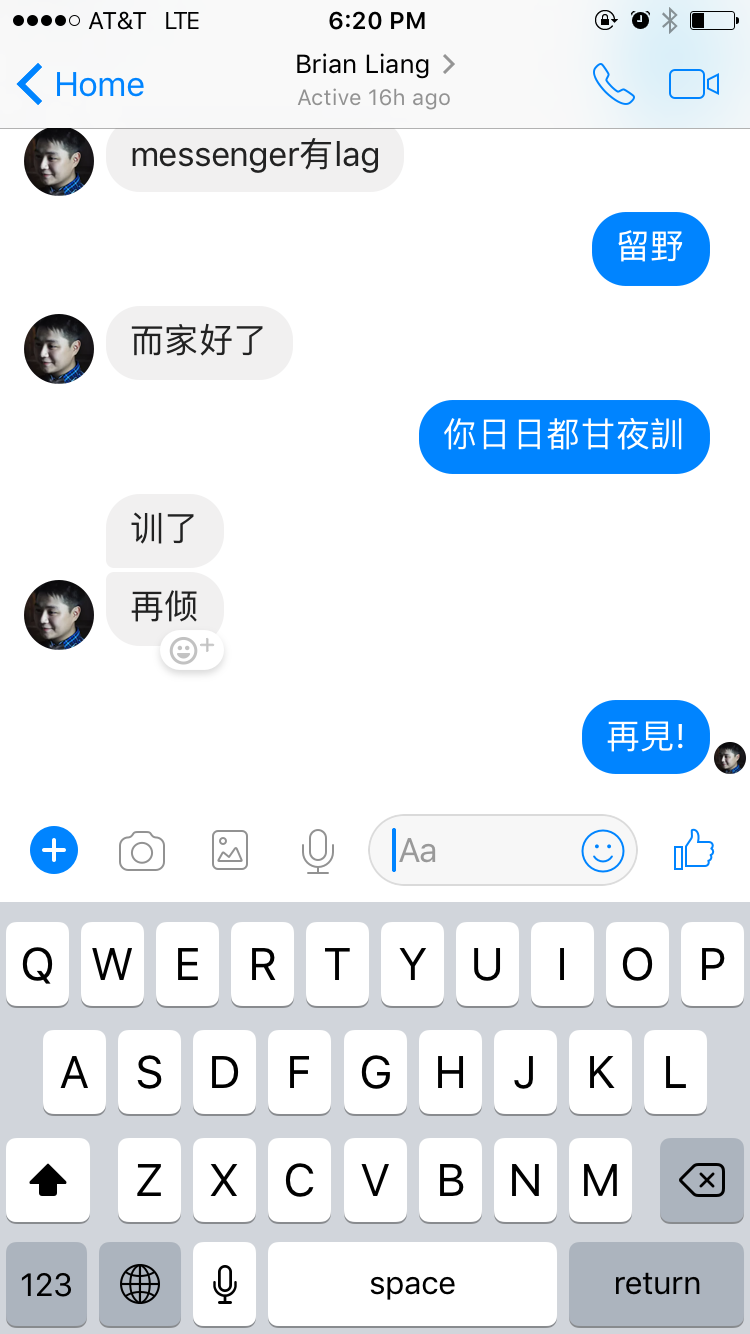 AT&T LTE 6:20 PM
Home
Brian Liang
Active 16h ago
messenger有lag
留野
而家好了
你日日都甘夜訓
训了
再倾
再見!
Aa
Q W E R T Y U I O P
A S D F G H J K L
Z X C V B N M
123 space return